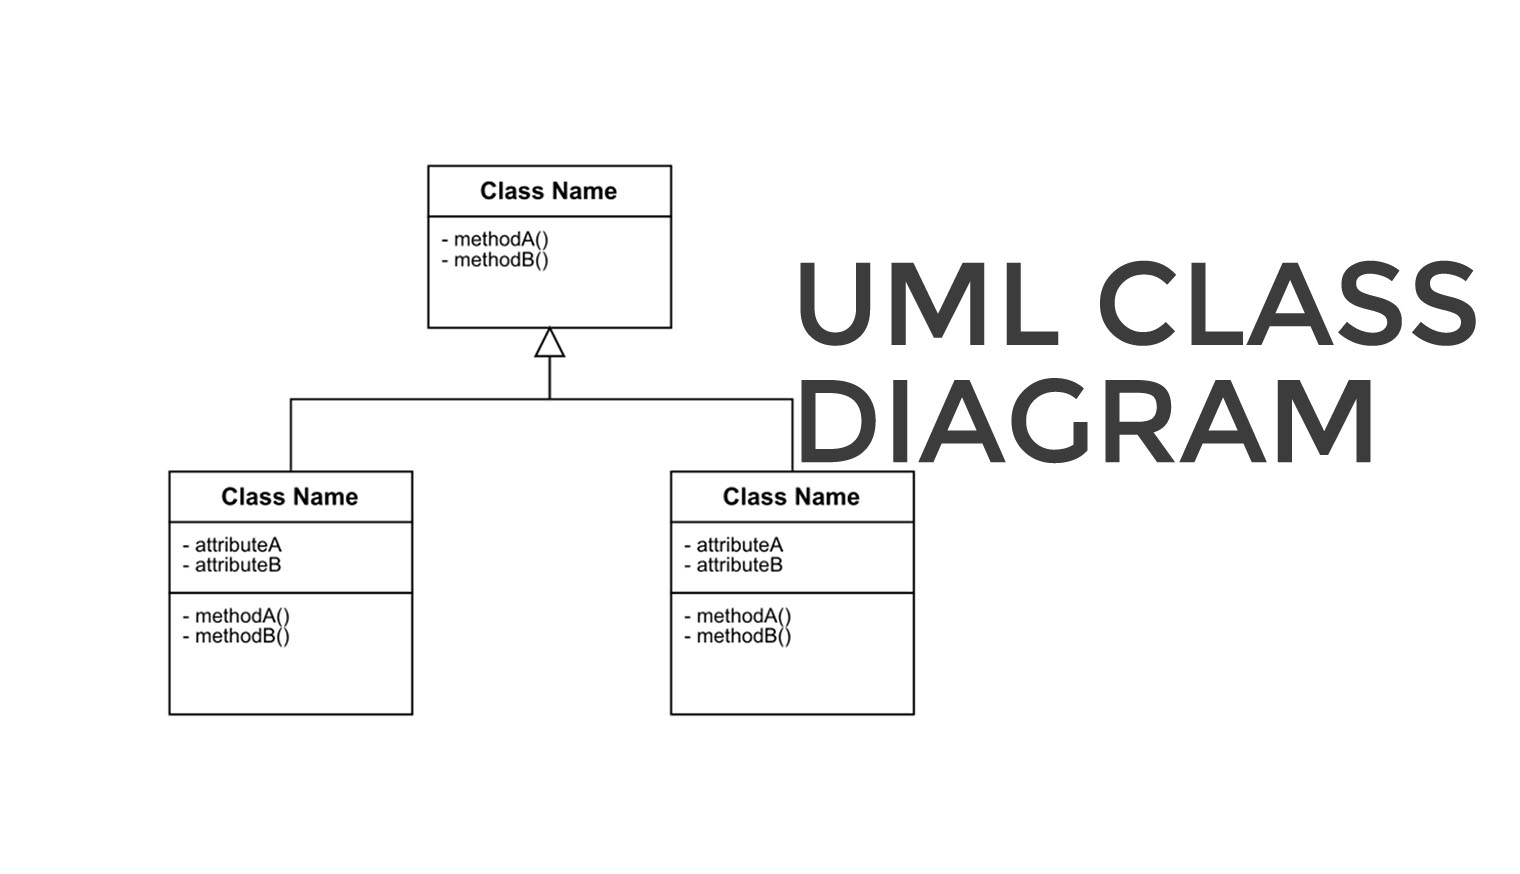 Class Name
- methodA()
- methodB()
UML CLASS
DIAGRAM
Class Name
- attributeA
- attributeB
- methodA()
- methodB()
Class Name
- attributeA
- attributeB
- methodA()
- methodB()